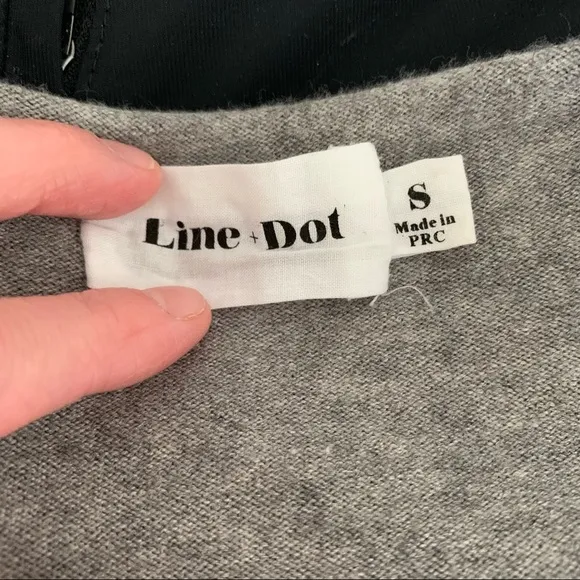 Line + Dot
S
Made in
PRC